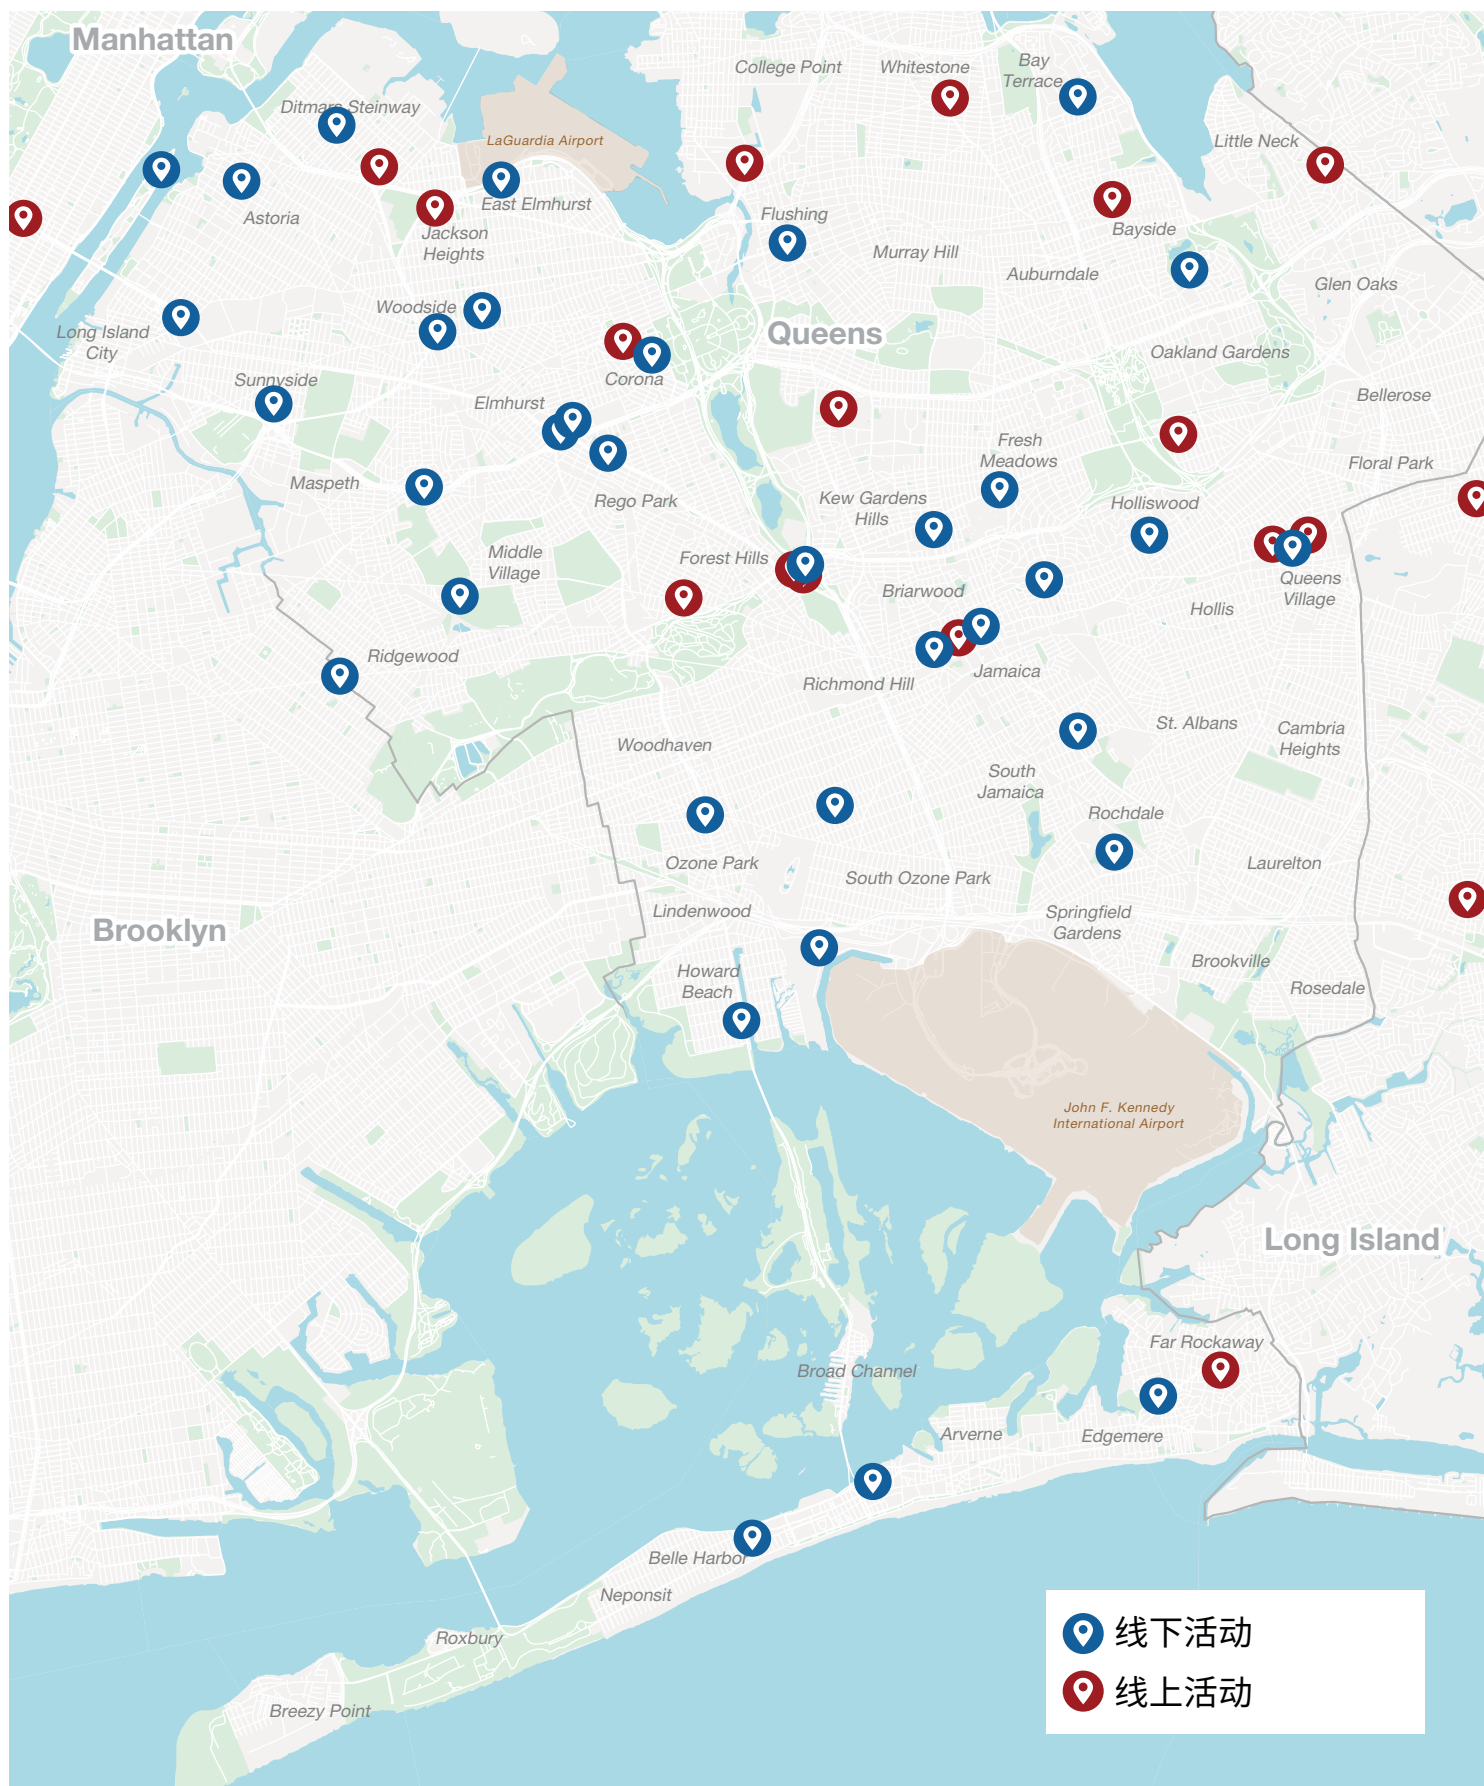 Manhattan
College Point
Whitestone
Bay
Terrace
Ditmars Steinway
LaGuardia Airport
Little Neck
East Elmhurst
Astoria
Flushing
Jackson
Heights
Bayside
Murray Hill
Auburndale
Glen Oaks
Woodside
Long Island
City
Queens
Oakland Gardens
Sunnyside
Corona
Bellerose
Elmhurst
Fresh
Meadows
Floral Park
Maspeth
Rego Park
Kew Gardens
Hills
Holliswood
Middle
Village
Forest Hills
Briarwood
Queens
Village
Hollis
Ridgewood
Richmond Hill
Jamaica
Woodhaven
St. Albans
Cambria
Heights
South
Jamaica
Rochdale
Ozone Park
South Ozone Park
Laurelton
Lindenwood
Brooklyn
Springfield
Gardens
Howard
Beach
Brookville
Rosedale
John F. Kennedy
International Airport
Long Island
Far Rockaway
Broad Channel
Arverne
Edgemere
Belle Harbor
Neponsit
Roxbury
Breezy Point
线下活动
线上活动